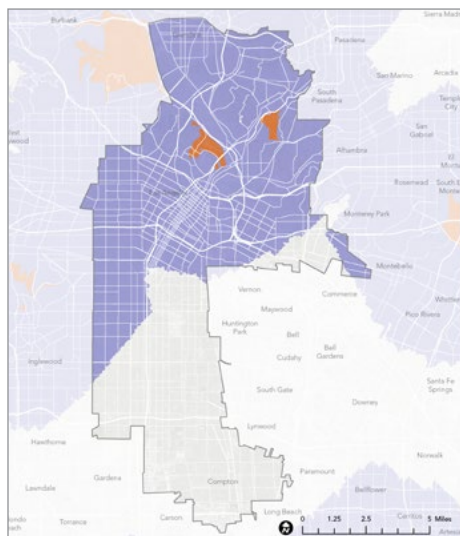 Burbank
Pasadena
Sierra Madre
Arcadia
San Marino
South
Pasadena
Temple
City
San
Gabriel
Alhambra
Rosemead
Monterey Park
Montebello
Commerce
Vernon
Maywood
Huntington
Park
Bell
Bell
Gardens
Cudahy
Pico Rivera
Inglewood
South Gate
Downey
Santa Fe
Springs
Lynwood
Hawthorne
Norwalk
Gardena
Paramount
Compton
Lawndale
Bellflower
Long Beach
Carson
Torrance
0 1.25 2.5 5 Miles